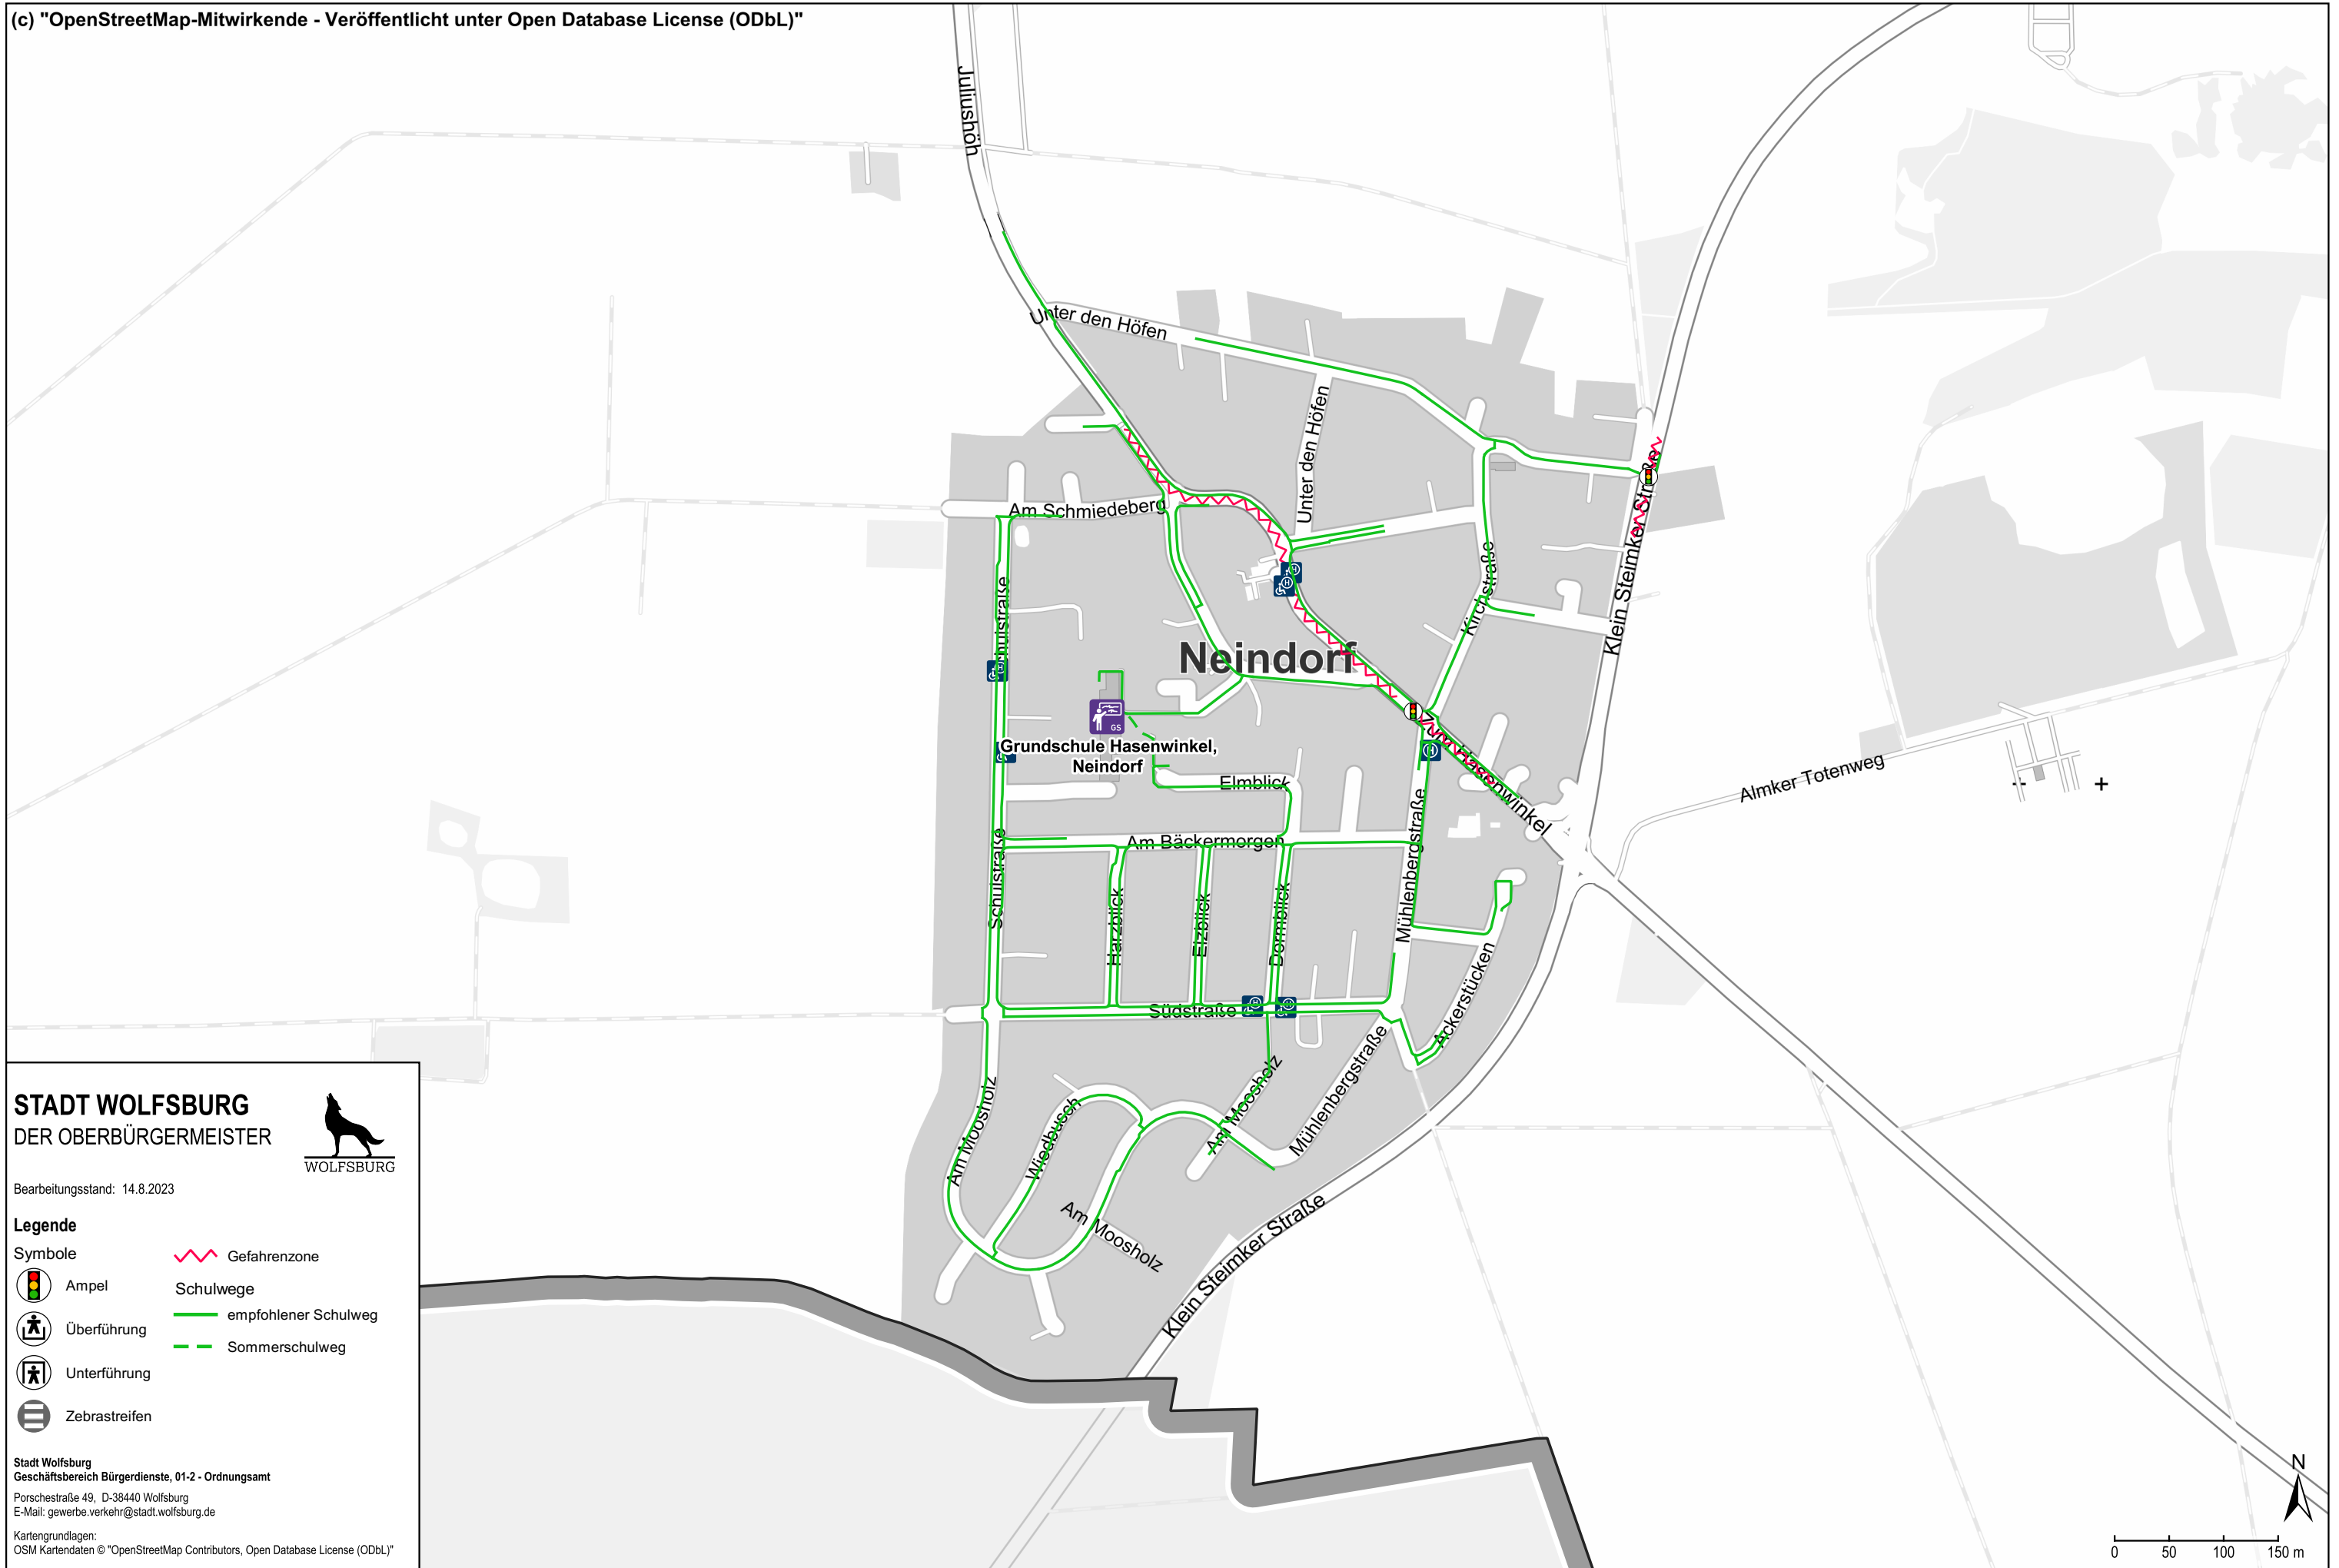 (c) "OpenStreetMap-Mitwirkende - Veröffentlicht unter Open Database License (ODbL)"
Juliushöh
Unter den Höfen
Unter den Höfen
Am Schmiedeberg
Klein Steimker Straße
Kirchstraße
Schulstraße
Neindorf
GS
Grundschule Hasenwinkel,
Neindorf
Zum Hasenwinkel
Almker Totenweg
Elmblick
Am Bäckermorgen
Mühlenbergstraße
Schulstraße
Harzblick
Elzblick
Dormblick
Südstraße
Ackerstücken
Mühlenbergstraße
Am Moosholz
Wiedbusch
Am Moosholz
Am Moosholz
Klein Steimker Straße
STADT WOLFSBURG
DER OBERBÜRGERMEISTER
WOLFSBURG
Bearbeitungsstand: 14.8.2023
Legende
Symbole
Gefahrenzone
Ampel
Schulwege
empfohlener Schulweg
Überführung
Sommerschulweg
Unterführung
Zebrastreifen
Stadt Wolfsburg
Geschäftsbereich Bürgerdienste, 01-2 - Ordnungsamt
Porschestraße 49, D-38440 Wolfsburg
E-Mail: gewerbe.verkehr@stadt.wolfsburg.de
Kartengrundlagen:
OSM Kartendaten © "OpenStreetMap Contributors, Open Database License (ODbL)"
N
0 50 100 150 m